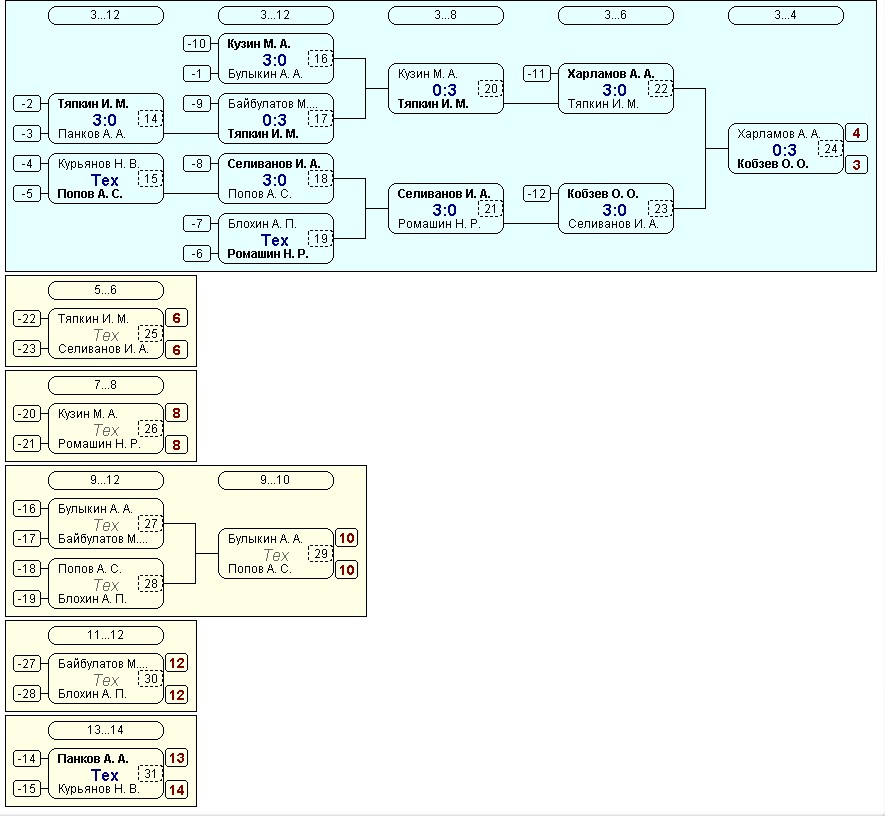 3...12
3...12
3...8
3...6
3...4
-10
Кузин М. А.
3:0
16
-1
Булыкин А. А.
Кузин М. А.
0:3
20
Тяпкин И. М.
-11
Харламов А. А.
3:0
22
Тяпкин И. М.
-2
Тяпкин И. М.
3:0
14
-3
Панков А. А.
-9
Байбулатов М....
0:3
17
Тяпкин И. М.
Харламов А. А.
4
0:3
24
Кобзев О. О.
3
-4
Курьянов Н. В.
Тех
15
-5
Попов А. С.
-8
Селиванов И. А.
3:0
18
Попов А. С.
Селиванов И. А.
3:0
21
Ромашин Н. Р.
-12
Кобзев О. О.
3:0
23
Селиванов И. А.
-7
Блохин А. П.
Тех
19
-6
Ромашин Н. Р.
5...6
-22
Тяпкин И. М.
6
Тех
25
-23
Селиванов И. А.
6
7...8
-20
Кузин М. А.
8
Тех
26
-21
Ромашин Н. Р.
8
9...12
9...10
-16
Булыкин А. А.
Тех
27
-17
Байбулатов М....
Булыкин А. А.
10
Тех
29
Попов А. С.
10
-18
Попов А. С.
Тех
28
-19
Блохин А. П.
11...12
-27
Байбулатов М....
12
Тех
30
-28
Блохин А. П.
12
13...14
-14
Панков А. А.
13
Тех
31
-15
Курьянов Н. В.
14